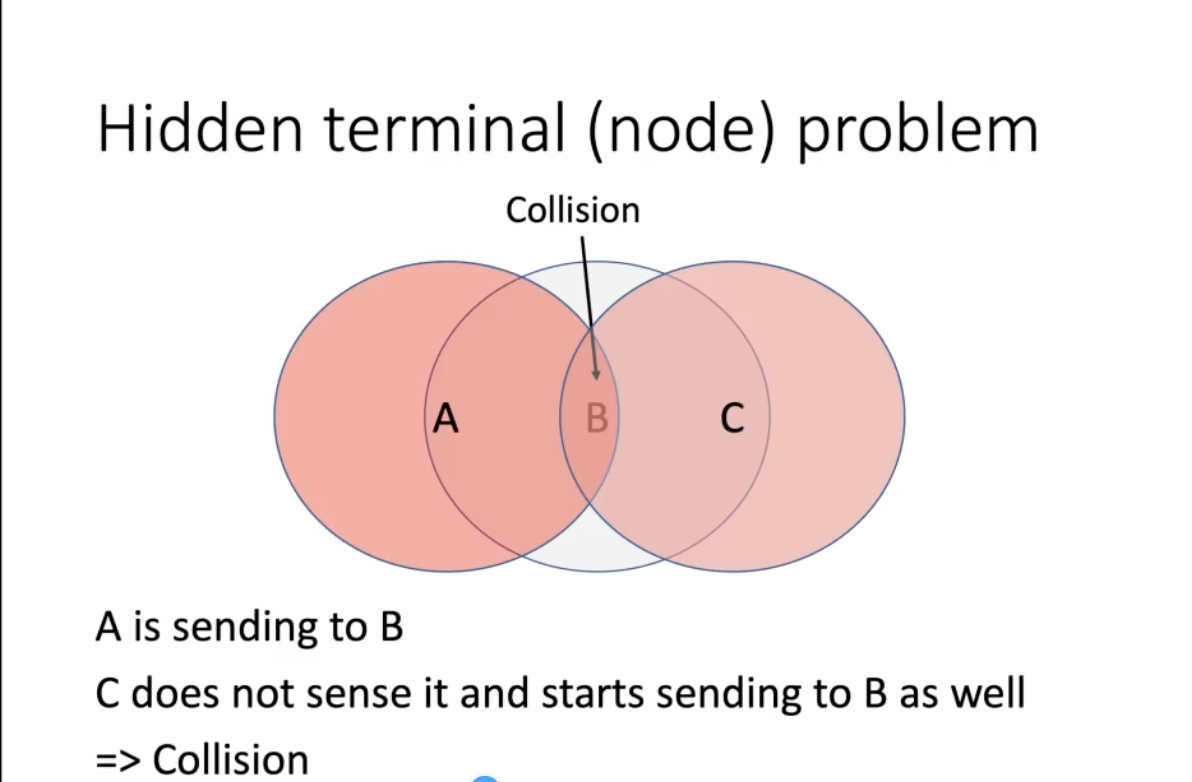 Hidden terminal (node) problem
Collision
A B C
A is sending to B
C does not sense it and starts sending to B as well
=> Collision